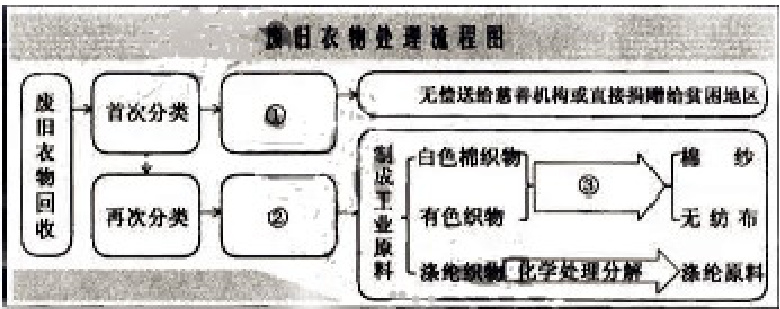 废旧衣物处理流程图
废旧衣物回收
首次分类
①
无偿送给慈善机构或直接捐赠给贫困地区
再次分类
②
制成工业原料
白色棉织物
有色织物
③
棉 纱
无纺布
涤纶织物
化学处理分解
涤纶原料